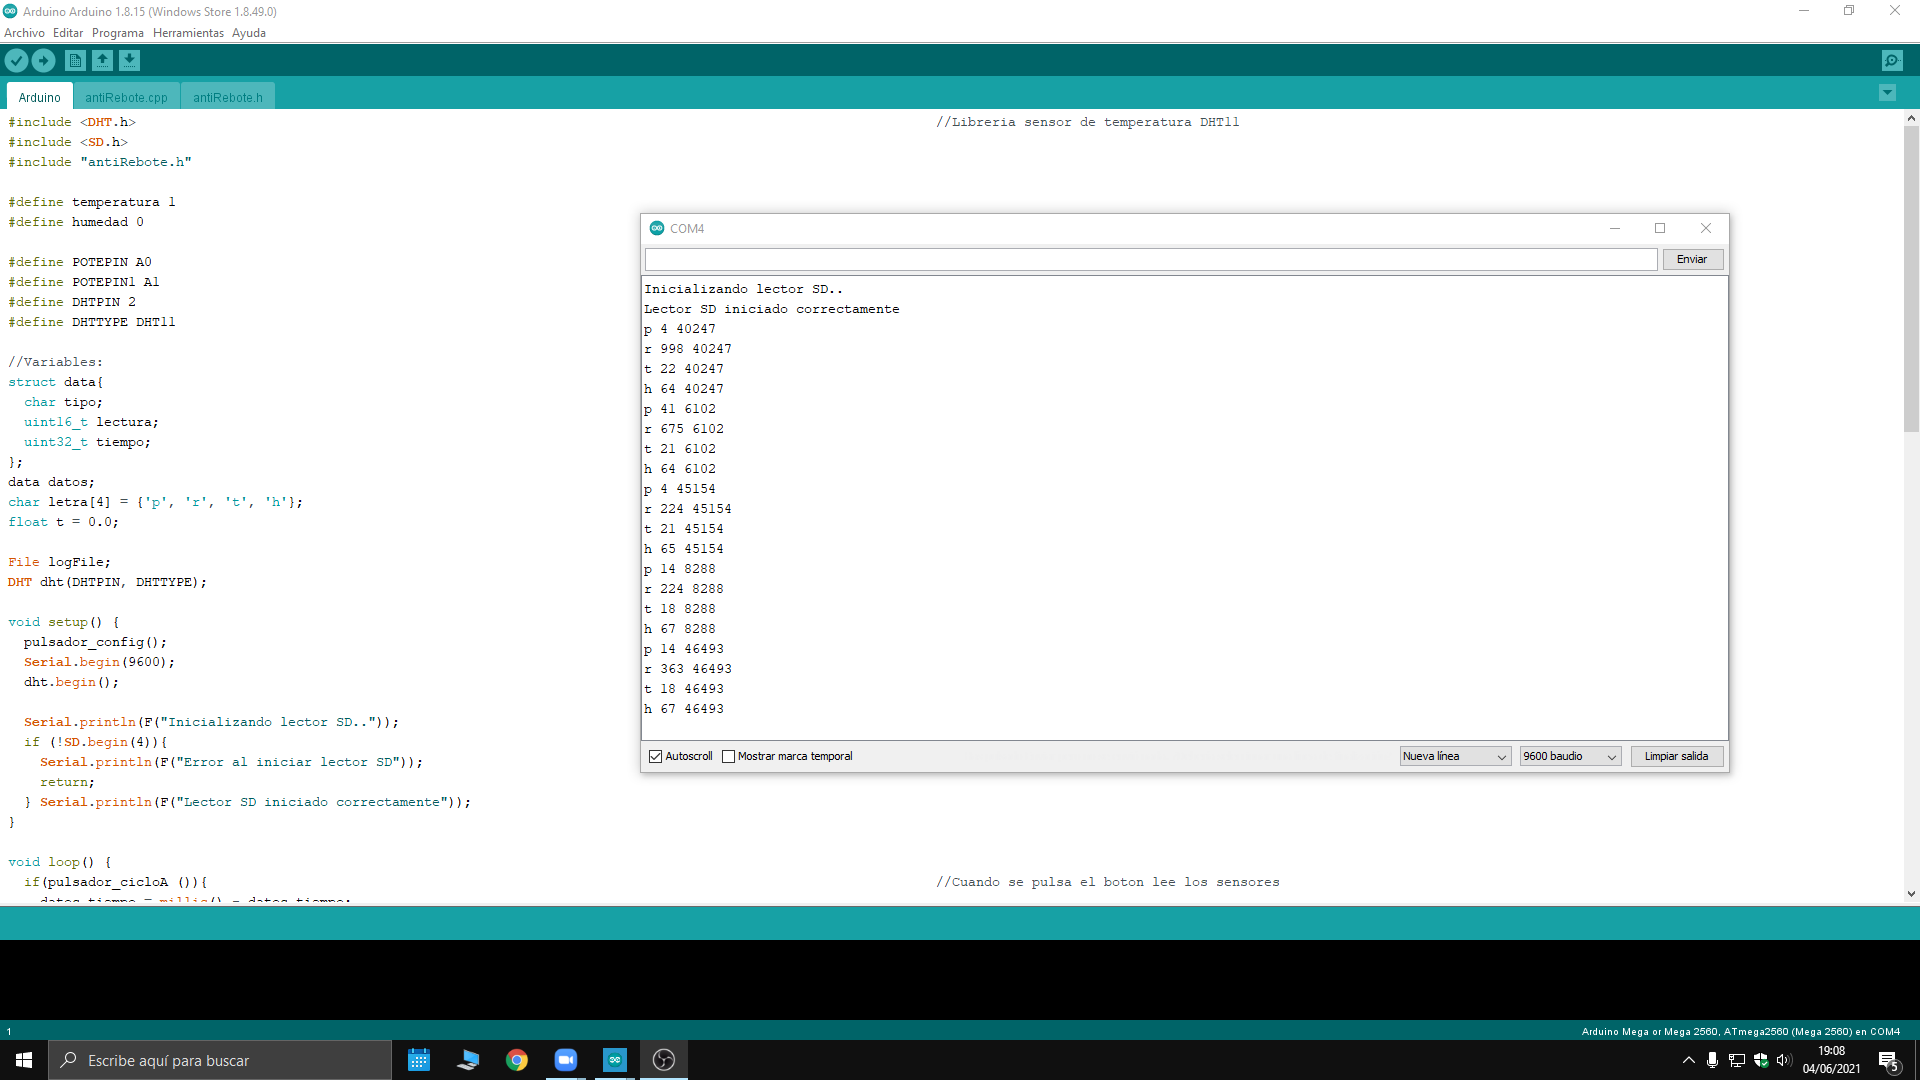 Arduino Arduino 1.8.15 (Windows Store 1.8.49.0)
Archivo Editar Programa Herramientas Ayuda
Arduino antiRebote.cpp antiRebote.h
#include <DHT.h> //Libreria sensor de temperatura DHT11
#include <SD.h>
#include "antiRebote.h"
#define temperatura 1
#define humedad 0
#define POTEPIN A0
#define POTEPIN1 A1
#define DHTPIN 2
#define DHTTYPE DHT11
//Variables:
struct data{
char tipo;
uint16_t lectura;
uint32_t tiempo;
};
data datos;
char letra[4] = {'p', 'r', 't', 'h'};
float t = 0.0;
File logFile;
DHT dht(DHTPIN, DHTTYPE);
void setup() {
pulsador_config();
Serial.begin(9600);
dht.begin();
Serial.println(F("Inicializando lector SD.."));
if (!SD.begin(4)){
Serial.println(F("Error al iniciar lector SD"));
return;
} Serial.println(F("Lector SD iniciado correctamente"));
}
void loop() {
if(pulsador_cicloA ()){ //Cuando se pulsa el boton lee los sensores
datos.tiempo = millis() - datos.tiempo;
COM4
Enviar
Inicializando lector SD..
Lector SD iniciado correctamente
p 4 40247
r 998 40247
t 22 40247
h 64 40247
p 41 6102
r 675 6102
t 21 6102
h 64 6102
p 4 45154
r 224 45154
t 21 45154
h 65 45154
p 14 8288
r 224 8288
t 18 8288
h 67 8288
p 14 46493
r 363 46493
t 18 46493
h 67 46493
Autoscroll Mostrar marca temporal Nueva línea 9600 baudio Limpiar salida
1 Arduino Mega or Mega 2560, ATmega2560 (Mega 2560) en COM4
Escribe aquí para buscar
19:08
04/06/2021
5